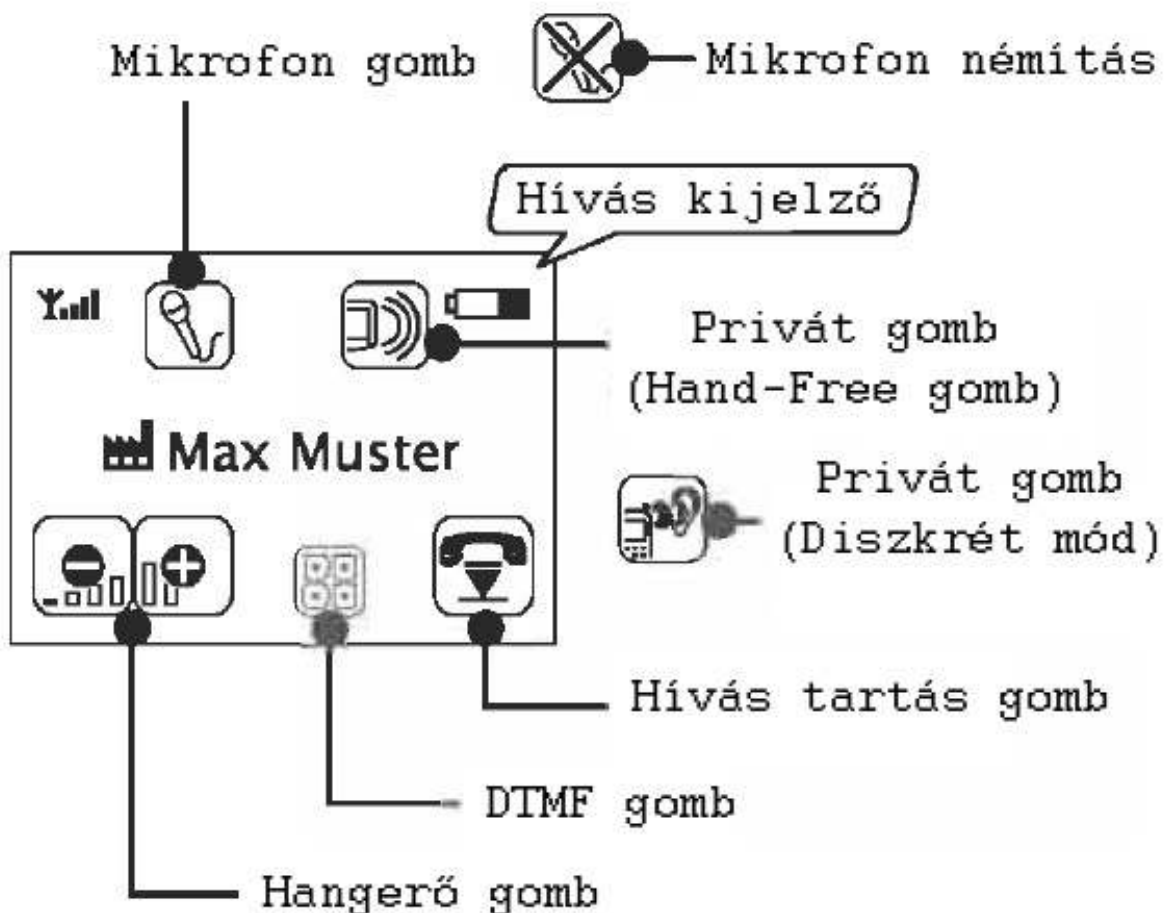 Mikrofon gomb
Mikrofon némítás
Hívás kijelző
Privát gomb
(Hand-Free gomb)
Max Muster
Privát gomb
(Diszkrét mód)
Hívás tartás gomb
DTMF gomb
Hangerő gomb